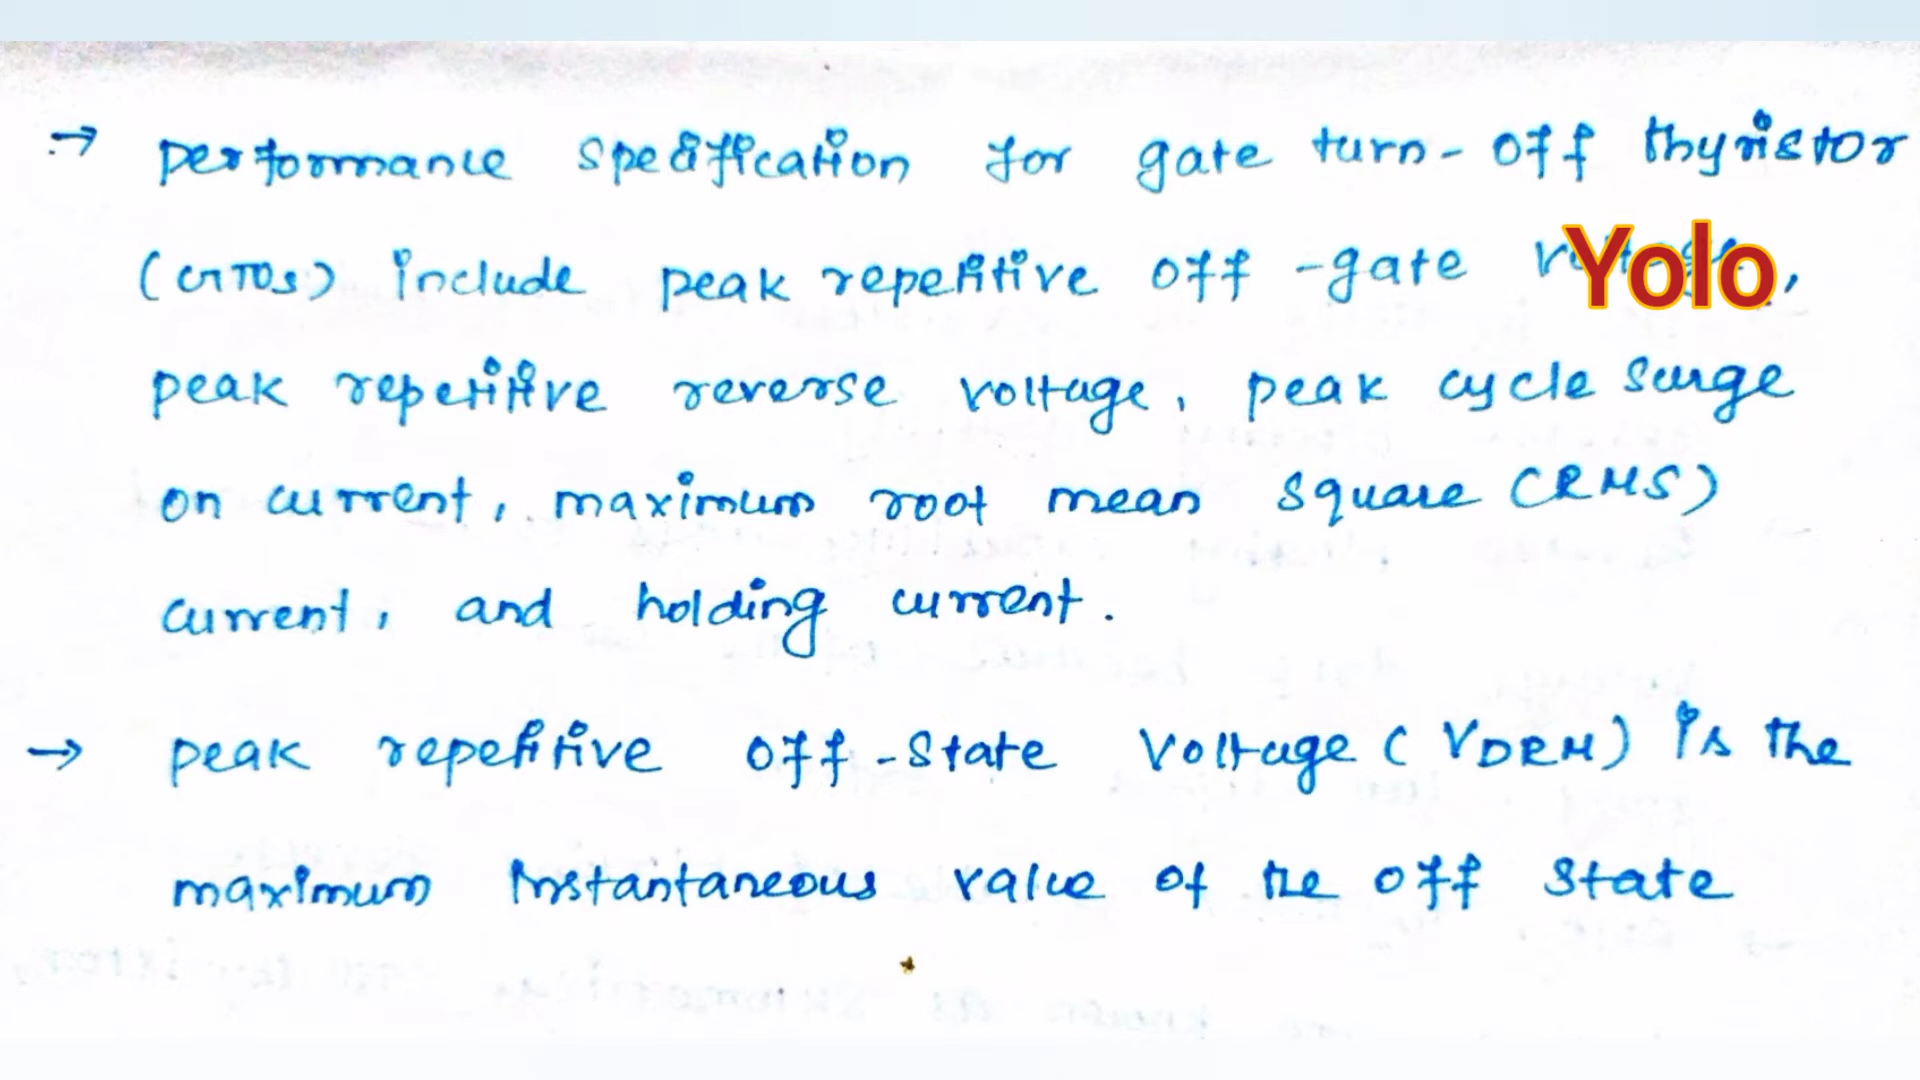 → performance specification for gate turn-off thyristor
(GTOs) include peak repetitive off-gate Yolo,
peak repetitive reverse voltage, peak cycle surge
on current, maximum root mean square (RMS)
current, and holding current.
→ peak repetitive off-state voltage (VDRM) is the
maximum instantaneous value of the off state